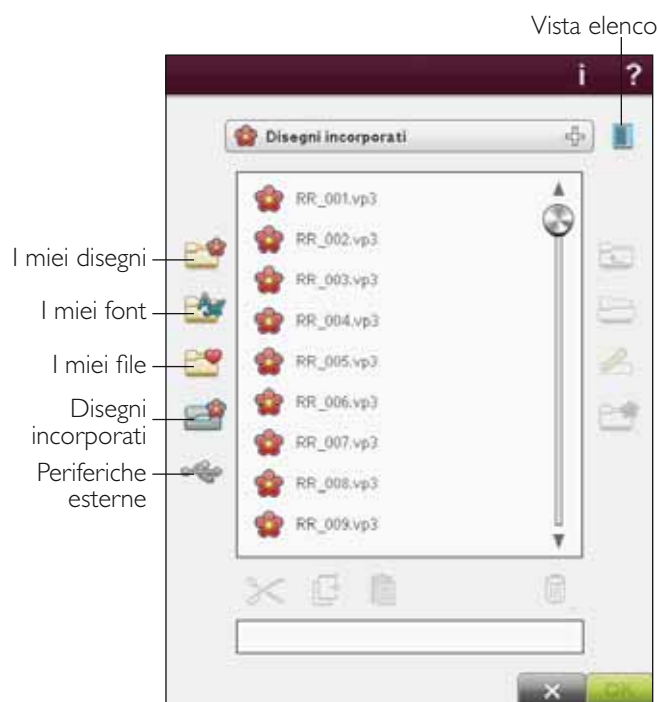 Vista elenco
i ?
Disegni incorporati
RR_001.vp3
RR_002.vp3
RR_003.vp3
RR_004.vp3
RR_005.vp3
RR_006.vp3
RR_007.vp3
RR_008.vp3
RR_009.vp3
I miei disegni
I miei font
I miei file
Disegni
incorporati
Periferiche
esterne
OK